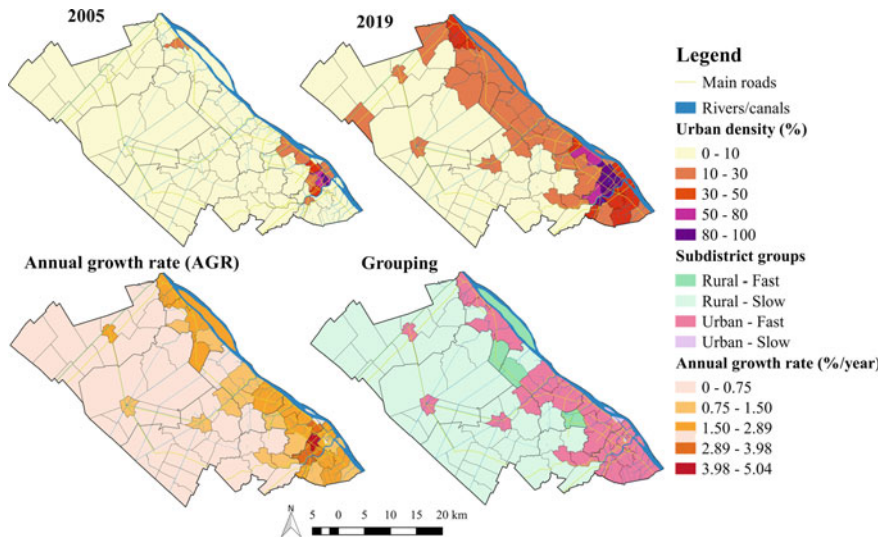 2005
2019
Annual growth rate (AGR)
Grouping
Legend
Main roads
Rivers/canals
Urban density (%)
0 - 10
10 - 30
30 - 50
50 - 80
80 - 100
Subdistrict groups
Rural - Fast
Rural - Slow
Urban - Fast
Urban - Slow
Annual growth rate (%/year)
0 - 0.75
0.75 - 1.50
1.50 - 2.89
2.89 - 3.98
3.98 - 5.04
N
5 0 5 10 15 20 km